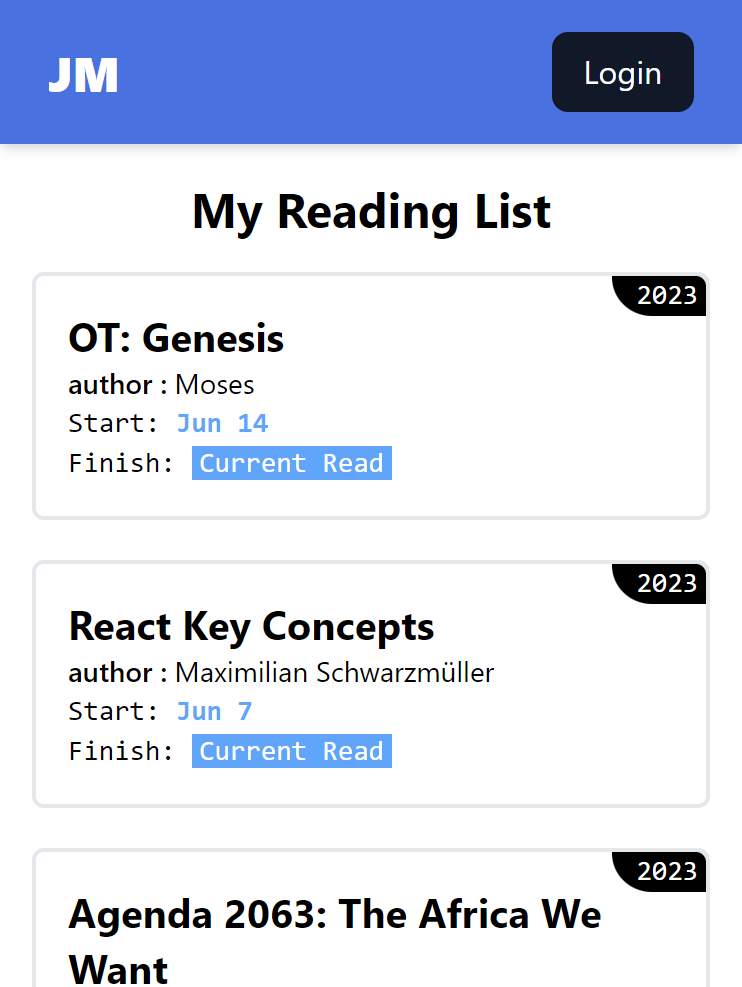 JM
Login
My Reading List
2023
OT: Genesis
author : Moses
Start: Jun 14
Finish: Current Read
2023
React Key Concepts
author : Maximilian Schwarzmüller
Start: Jun 7
Finish: Current Read
2023
Agenda 2063: The Africa We
Want